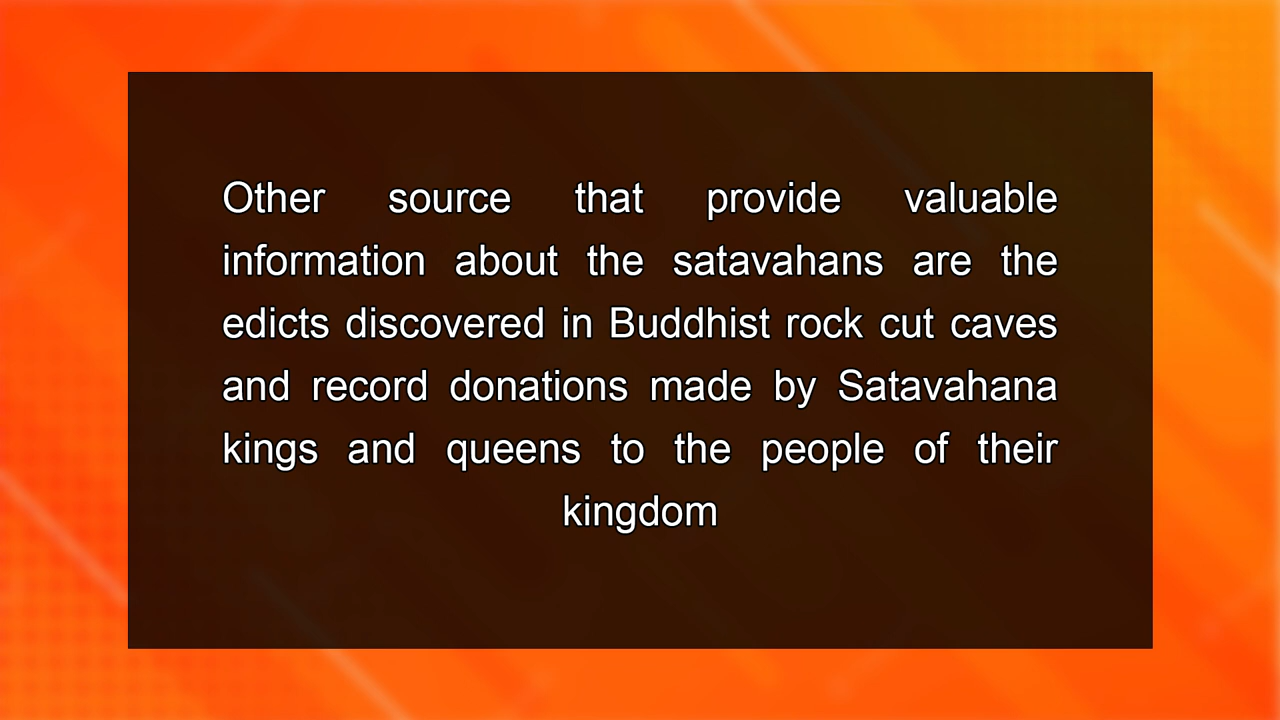 Other source that provide valuable
information about the satavahans are the
edicts discovered in Buddhist rock cut caves
and record donations made by Satavahana
kings and queens to the people of their
kingdom